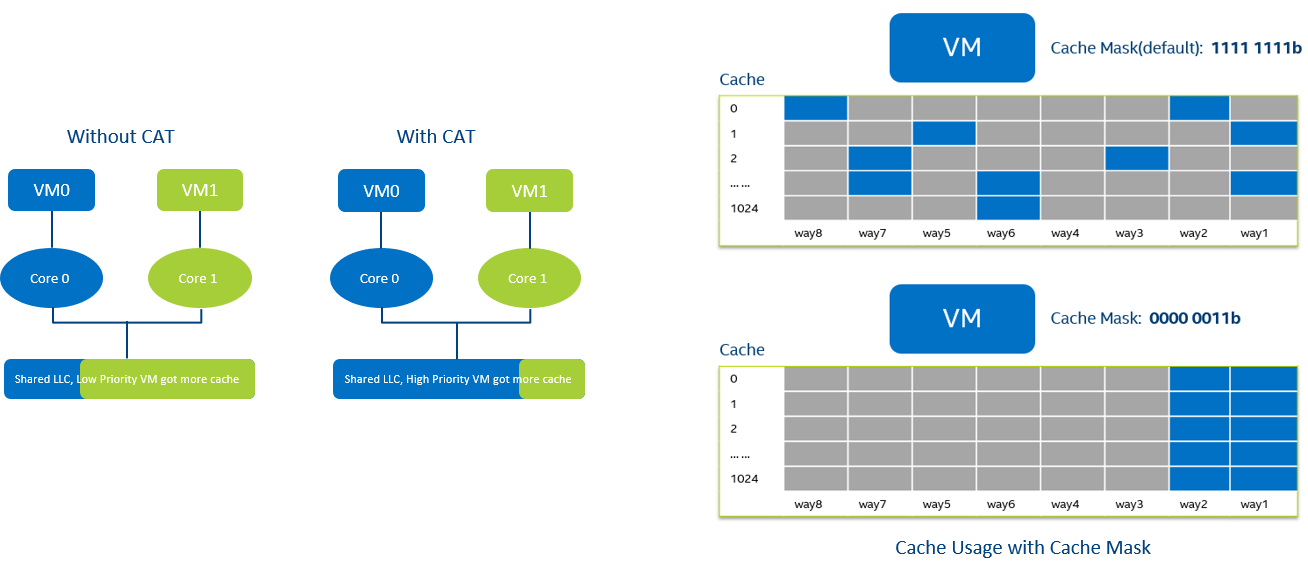 Without CAT
VM0
VM1
Core 0
Core 1
Shared LLC, Low Priority VM got more cache
With CAT
VM0
VM1
Core 0
Core 1
Shared LLC, High Priority VM got more cache
VM
Cache Mask(default): 1111 1111b
Cache
0
1
2
... ...
1024
way8 way7 way5 way6 way4 way3 way2 way1
VM
Cache Mask: 0000 0011b
Cache
0
1
2
... ...
1024
way8 way7 way5 way6 way4 way3 way2 way1
Cache Usage with Cache Mask